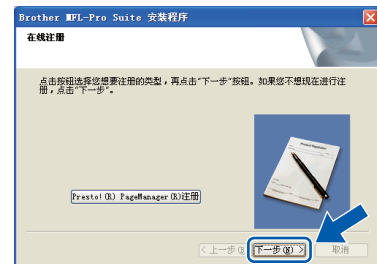 Brother MFL-Pro Suite 安装程序
在线注册
点击按钮选择您想要注册的类型，再点击“下一步”按钮。如果您不想现在进行注
册，点击“下一步”。
Presto!(R) PageManager(R)注册
<上一步(B) 下一步(N) > 取消